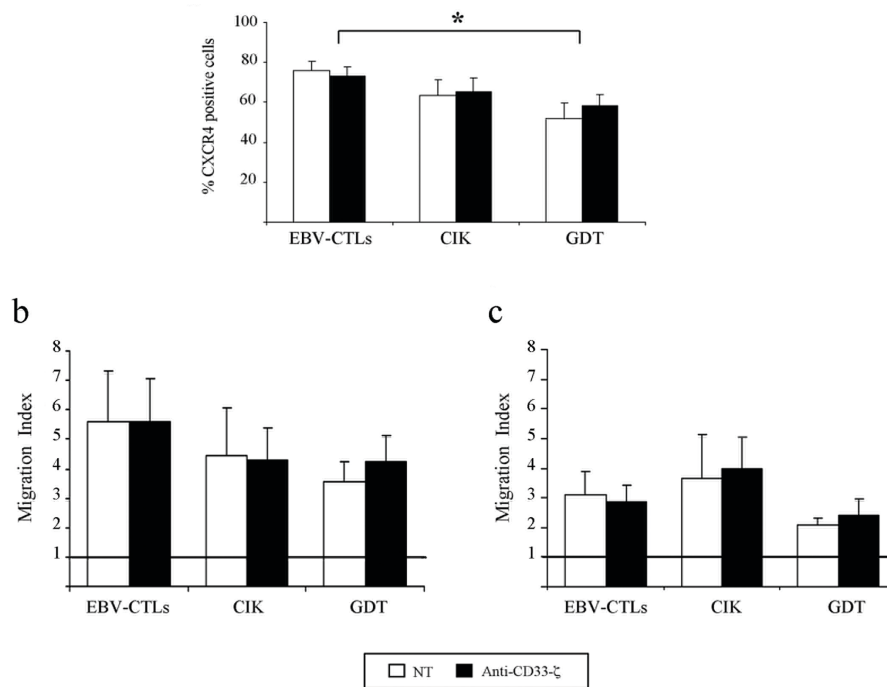 100
*
80
60
40
20
% CXCR4 positive cells
EBV-CTLs CIK GDT
b
8
7
6
5
4
3
2
1
Migration Index
EBV-CTLs CIK GDT
c
8
7
6
5
4
3
2
1
Migration Index
EBV-CTLs CIK GDT
NT Anti-CD33-ζ